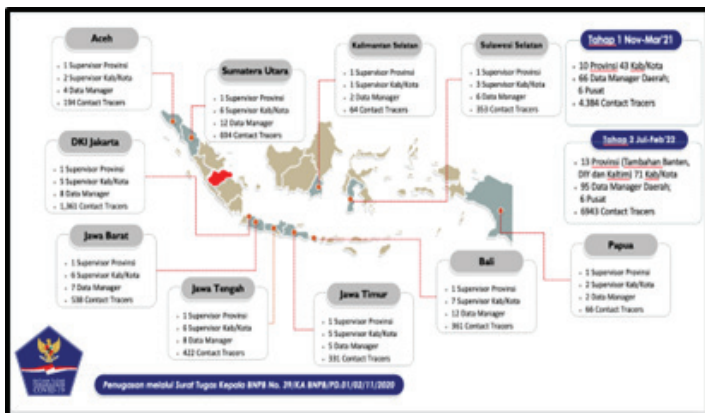 Aceh
1 Supervisor Provinsi
2 Supervisor Kab/Kota
4 Data Manager
194 Contact Tracers
Sumatera Utara
1 Supervisor Provinsi
6 Supervisor Kab/Kota
12 Data Manager
Contact Tracers
Kalimantan Selatan
1 Supervisor Provinsi
1 Supervisor Kab/Kota
2 Data Manager
64 Contact Tracers
Sulawesi Selatan
1 Supervisor Provinsi
3 Supervisor Kab/Kota
6 Data Manager
353 Contact Tracers
Tahap 1 Nov-Mar'21
10 Provinsi 43 Kab/Kota
66 Data Manager Daerah;
6 Pusat
4,384 Contact Tracers
DKI Jakarta
1 Supervisor Provinsi
5 Supervisor Kab/Kota
8 Data Manager
1,361 Contact Tracers
Tahap 2 Jul-Feb'22
13 Provinsi (Tambahan Banten,
DIY dan Kaltim) 71 Kab/Kota
95 Data Manager Daerah;
6 Pusat
6943 Contact Tracers
Jawa Barat
1 Supervisor Provinsi
6 Supervisor Kab/Kota
7 Data Manager
538 Contact Tracers
Jawa Tengah
1 Supervisor Provinsi
6 Supervisor Kab/Kota
8 Data Manager
422 Contact Tracers
Jawa Timur
1 Supervisor Provinsi
5 Supervisor Kab/Kota
5 Data Manager
331 Contact Tracers
Bali
1 Supervisor Provinsi
7 Supervisor Kab/Kota
12 Data Manager
361 Contact Tracers
Papua
1 Supervisor Provinsi
2 Supervisor Kab/Kota
2 Data Manager
66 Contact Tracers
COVID-19
Penugasan melalui Surat Tugas Kepala BNPB No. 39/KA BNPB/PD.01/02/11/2020